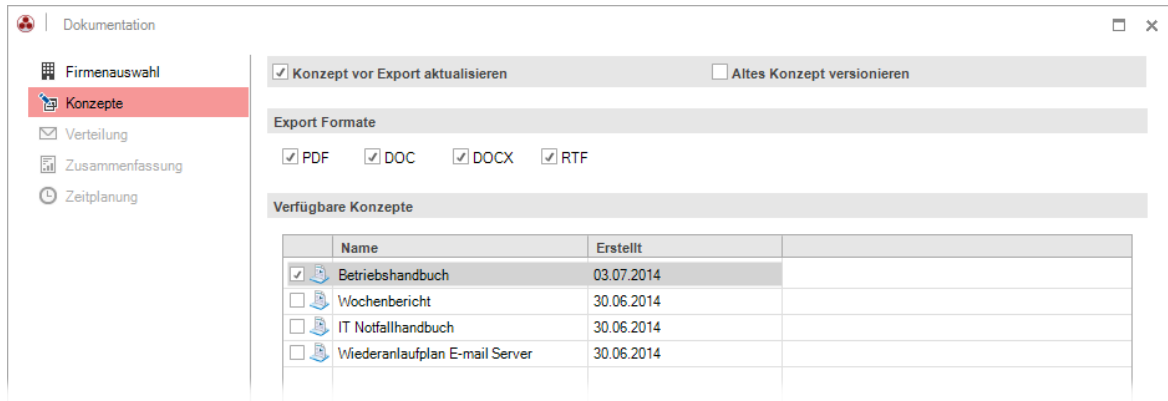 Dokumentation
Firmenauswahl
Konzepte
Verteilung
Zusammenfassung
Zeitplanung
Konzept vor Export aktualisieren Altes Konzept versionieren
Export Formate
PDF DOC DOCX RTF
Verfügbare Konzepte
Name Erstellt
Betriebshandbuch 03.07.2014
Wochenbericht 30.06.2014
IT Notfallhandbuch 30.06.2014
Wiederanlaufplan E-mail Server 30.06.2014